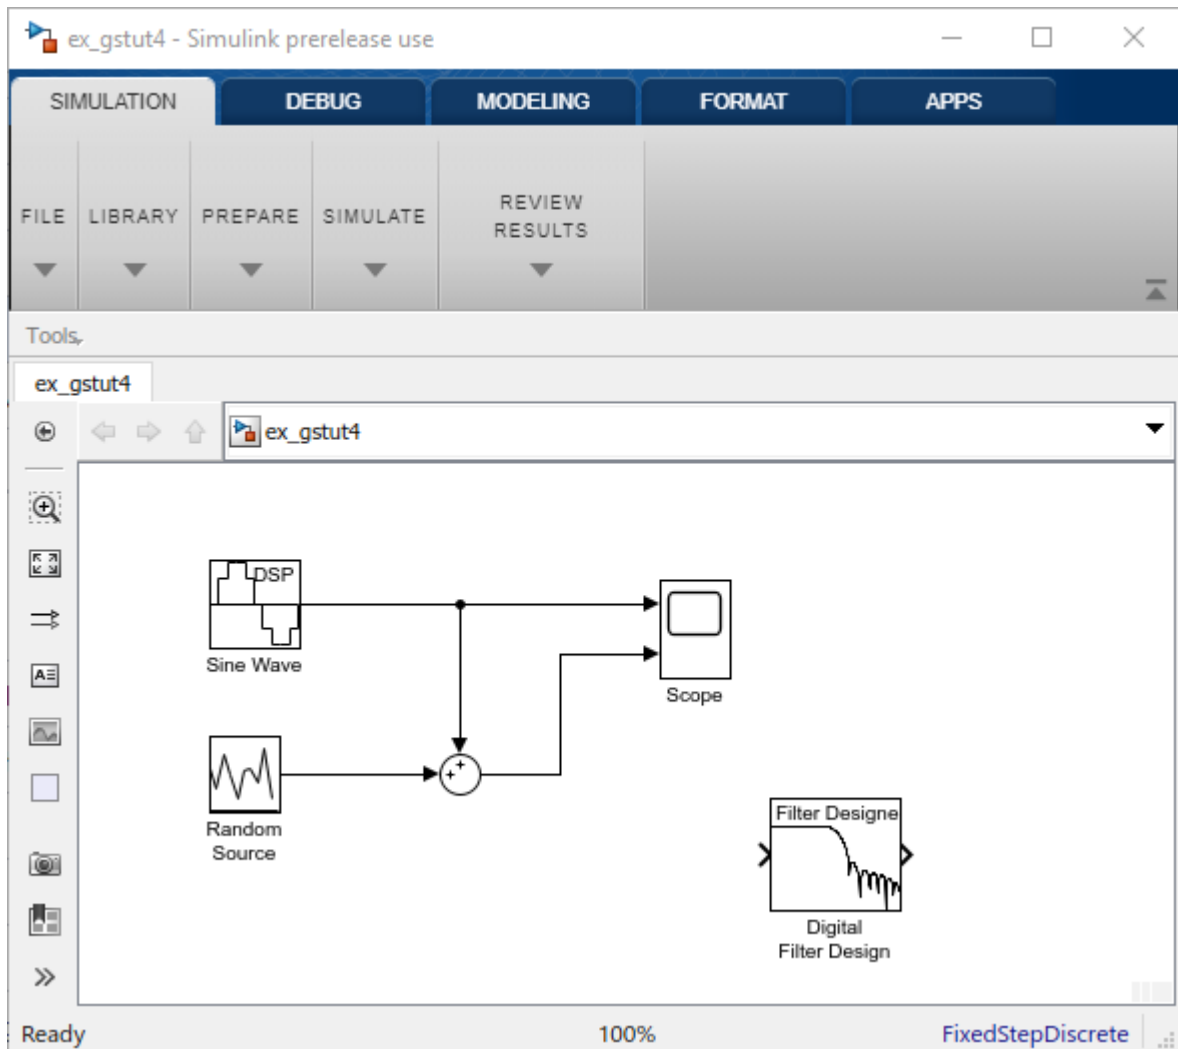 ex_gstut4 - Simulink prerelease use
SIMULATION
DEBUG
MODELING
FORMAT
APPS
FILE
LIBRARY
PREPARE
SIMULATE
REVIEW
RESULTS
Tools
ex_gstut4
ex_gstut4
DSP
Sine Wave
Scope
Random
Source
Filter Designe
Digital
Filter Design
Ready
100%
FixedStepDiscrete